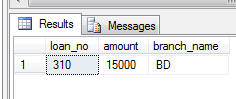 Results Messages
loan_no amount branch_name
1 310 15000 BD